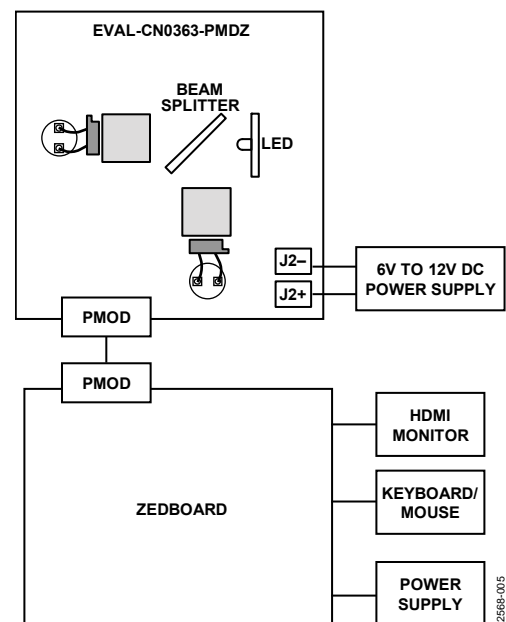 EVAL-CN0363-PMDZ
BEAM
SPLITTER
LED
J2–
J2+
6V TO 12V DC
POWER SUPPLY
PMOD
PMOD
HDMI
MONITOR
ZEDBOARD
KEYBOARD/
MOUSE
POWER
SUPPLY
2568-005